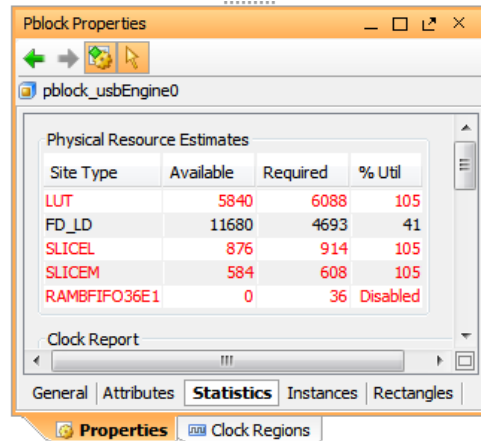 Pblock Properties
pblock_usbEngine0
Physical Resource Estimates
Site Type Available Required % Util
LUT 5840 6088 105
FD_LD 11680 4693 41
SLICEL 876 914 105
SLICEM 584 608 105
RAMBFIFO36E1 0 36 Disabled
Clock Report
General Attributes Statistics Instances Rectangles
Properties Clock Regions